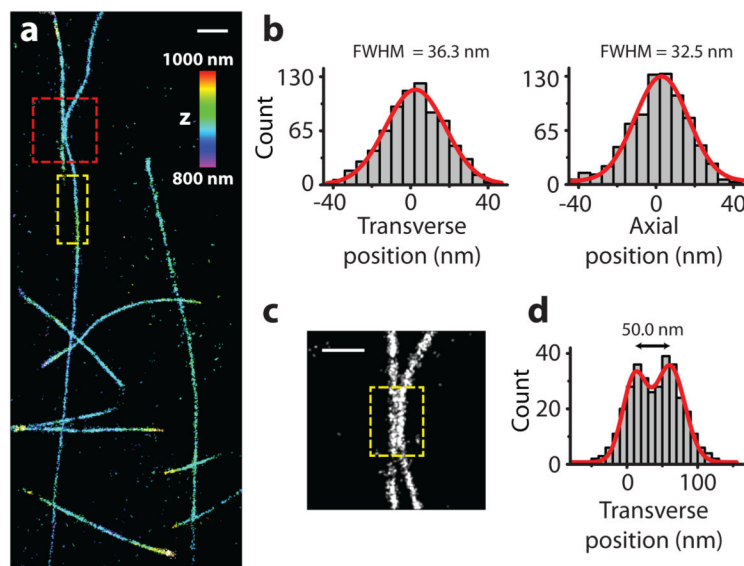 a
1000 nm
z
800 nm
b
FWHM = 36.3 nm
130
65
0
Count
-40 0 40
Transverse
position (nm)
FWHM = 32.5 nm
130
65
0
Count
-40 0 40
Axial
position (nm)
c
d
50.0 nm
40
20
0
Count
0 100
Transverse
position (nm)